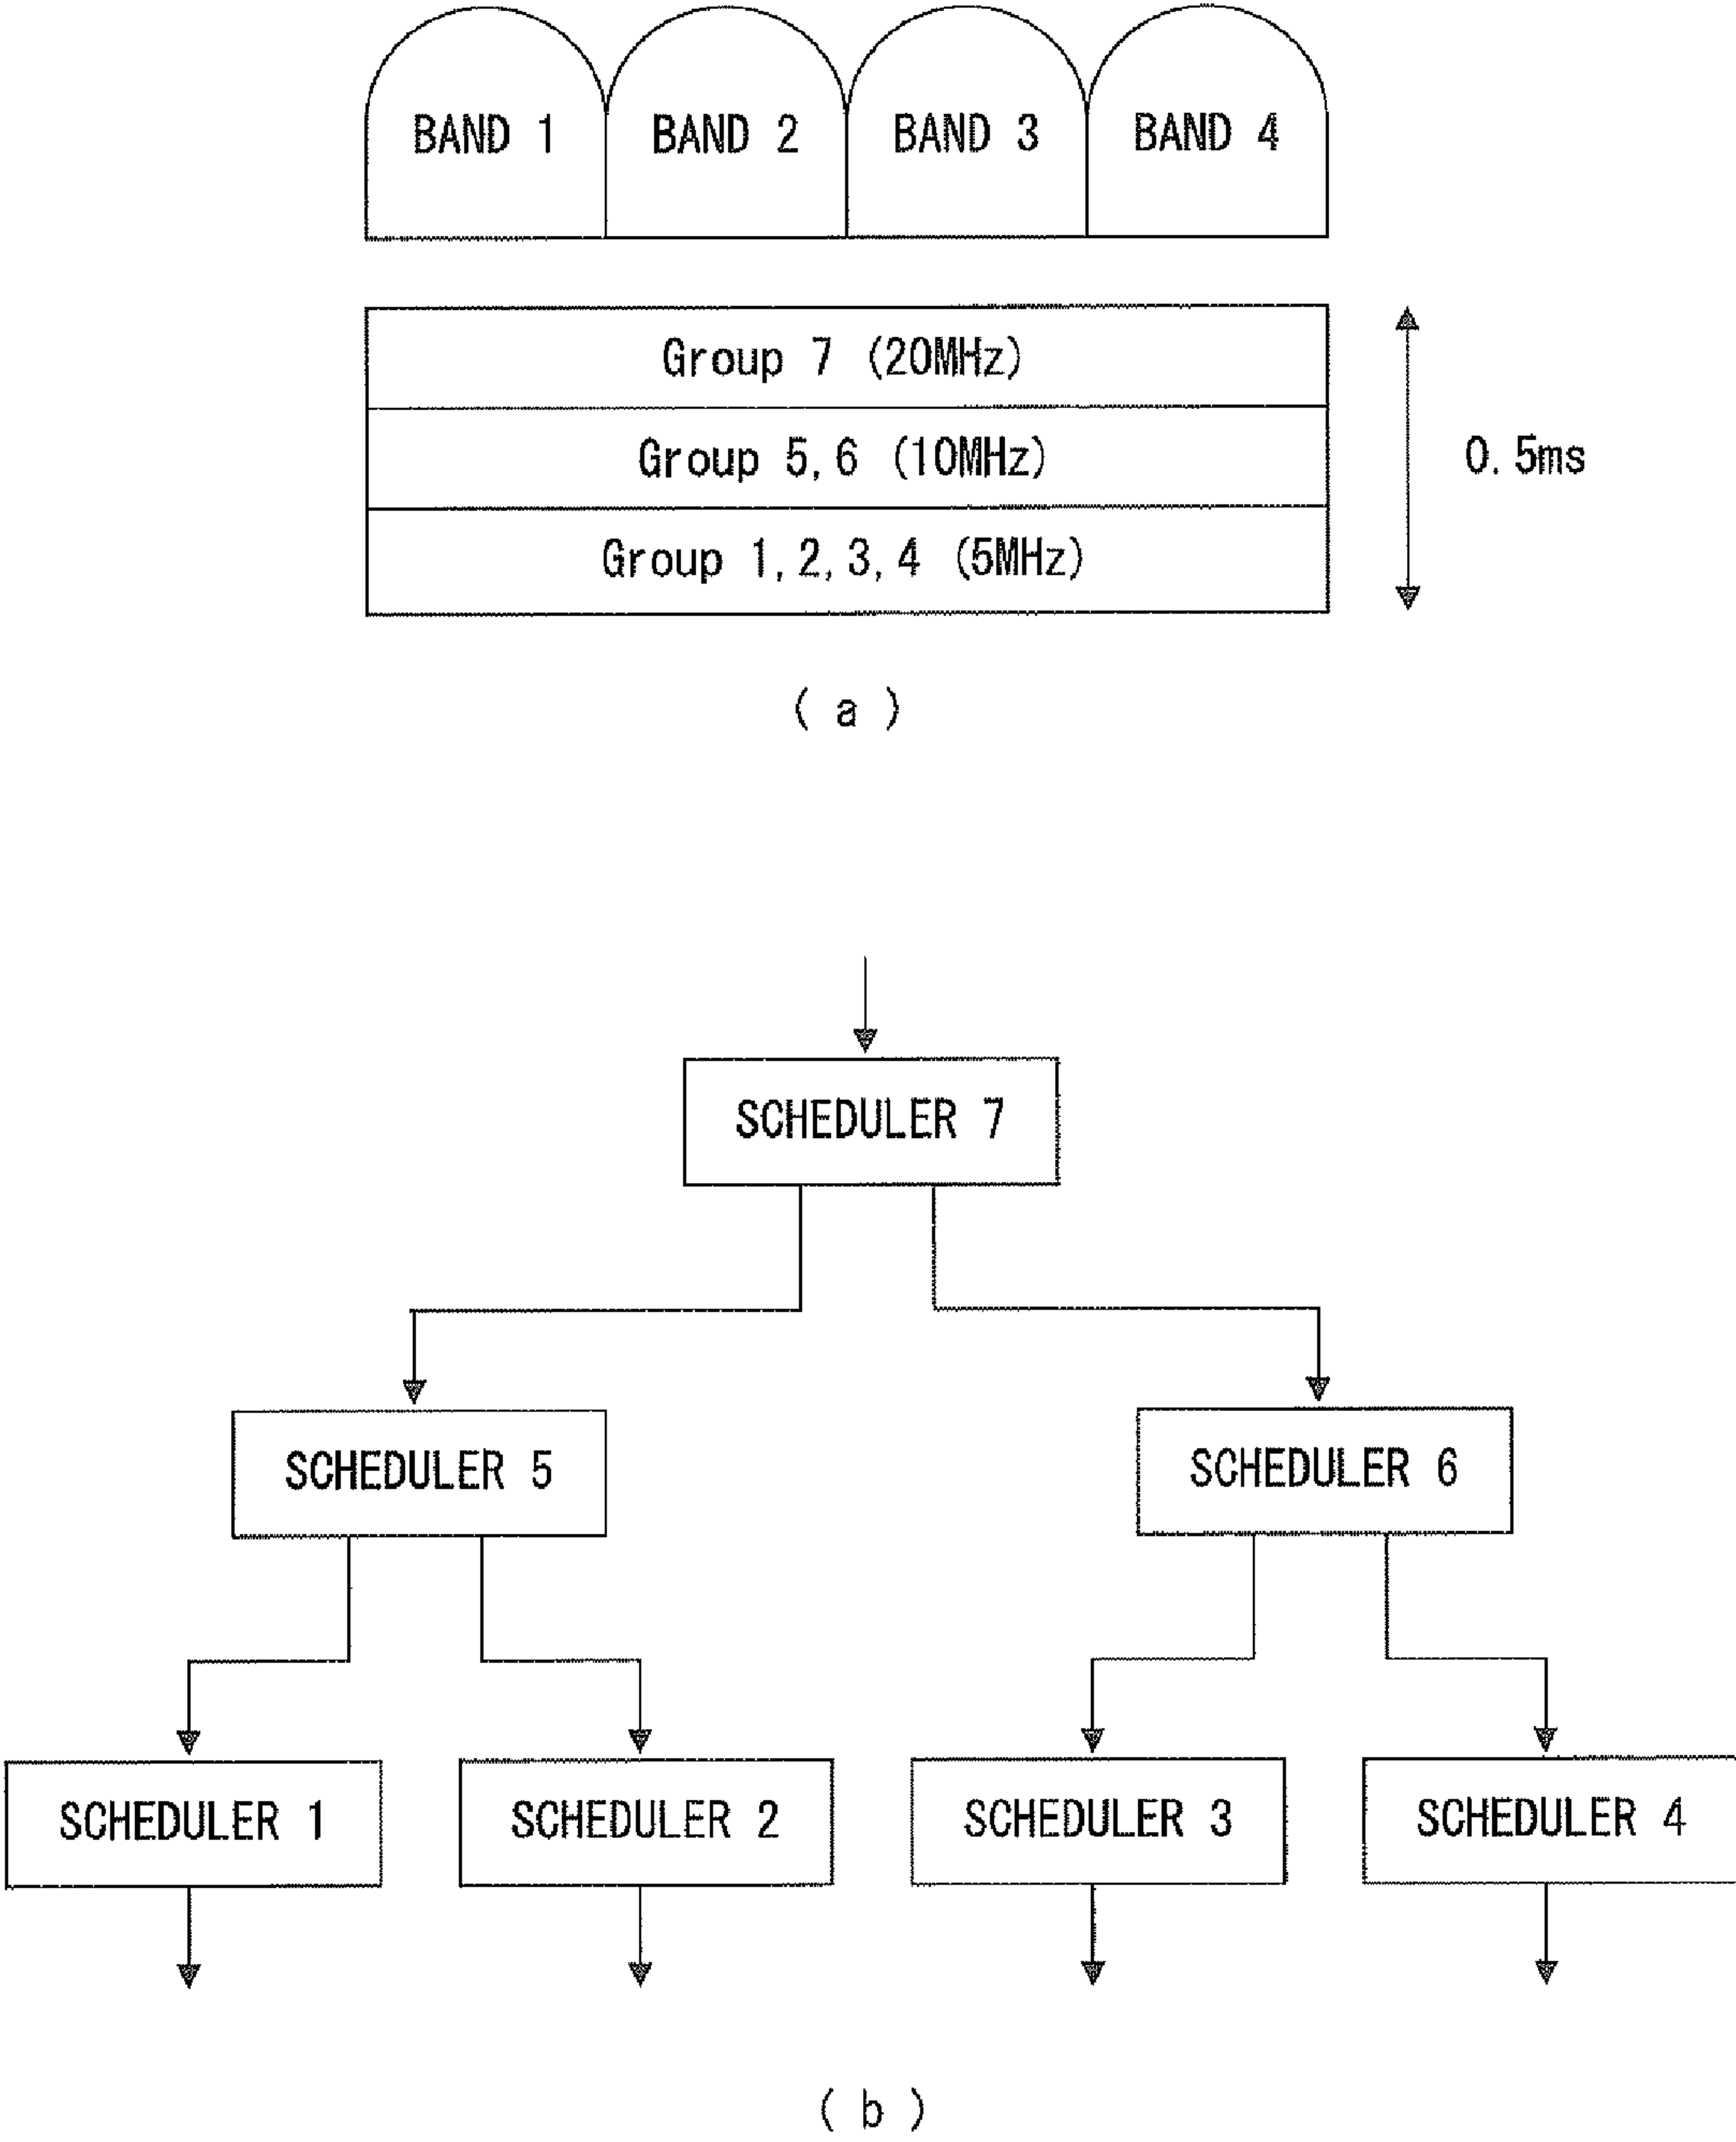 BAND 1 BAND 2 BAND 3 BAND 4
Group 7 (20MHz)
Group 5,6 (10MHz)
0.5ms
Group 1,2,3,4 (5MHz)
( a )
SCHEDULER 7
SCHEDULER 5 SCHEDULER 6
SCHEDULER 1 SCHEDULER 2 SCHEDULER 3 SCHEDULER 4
( b )